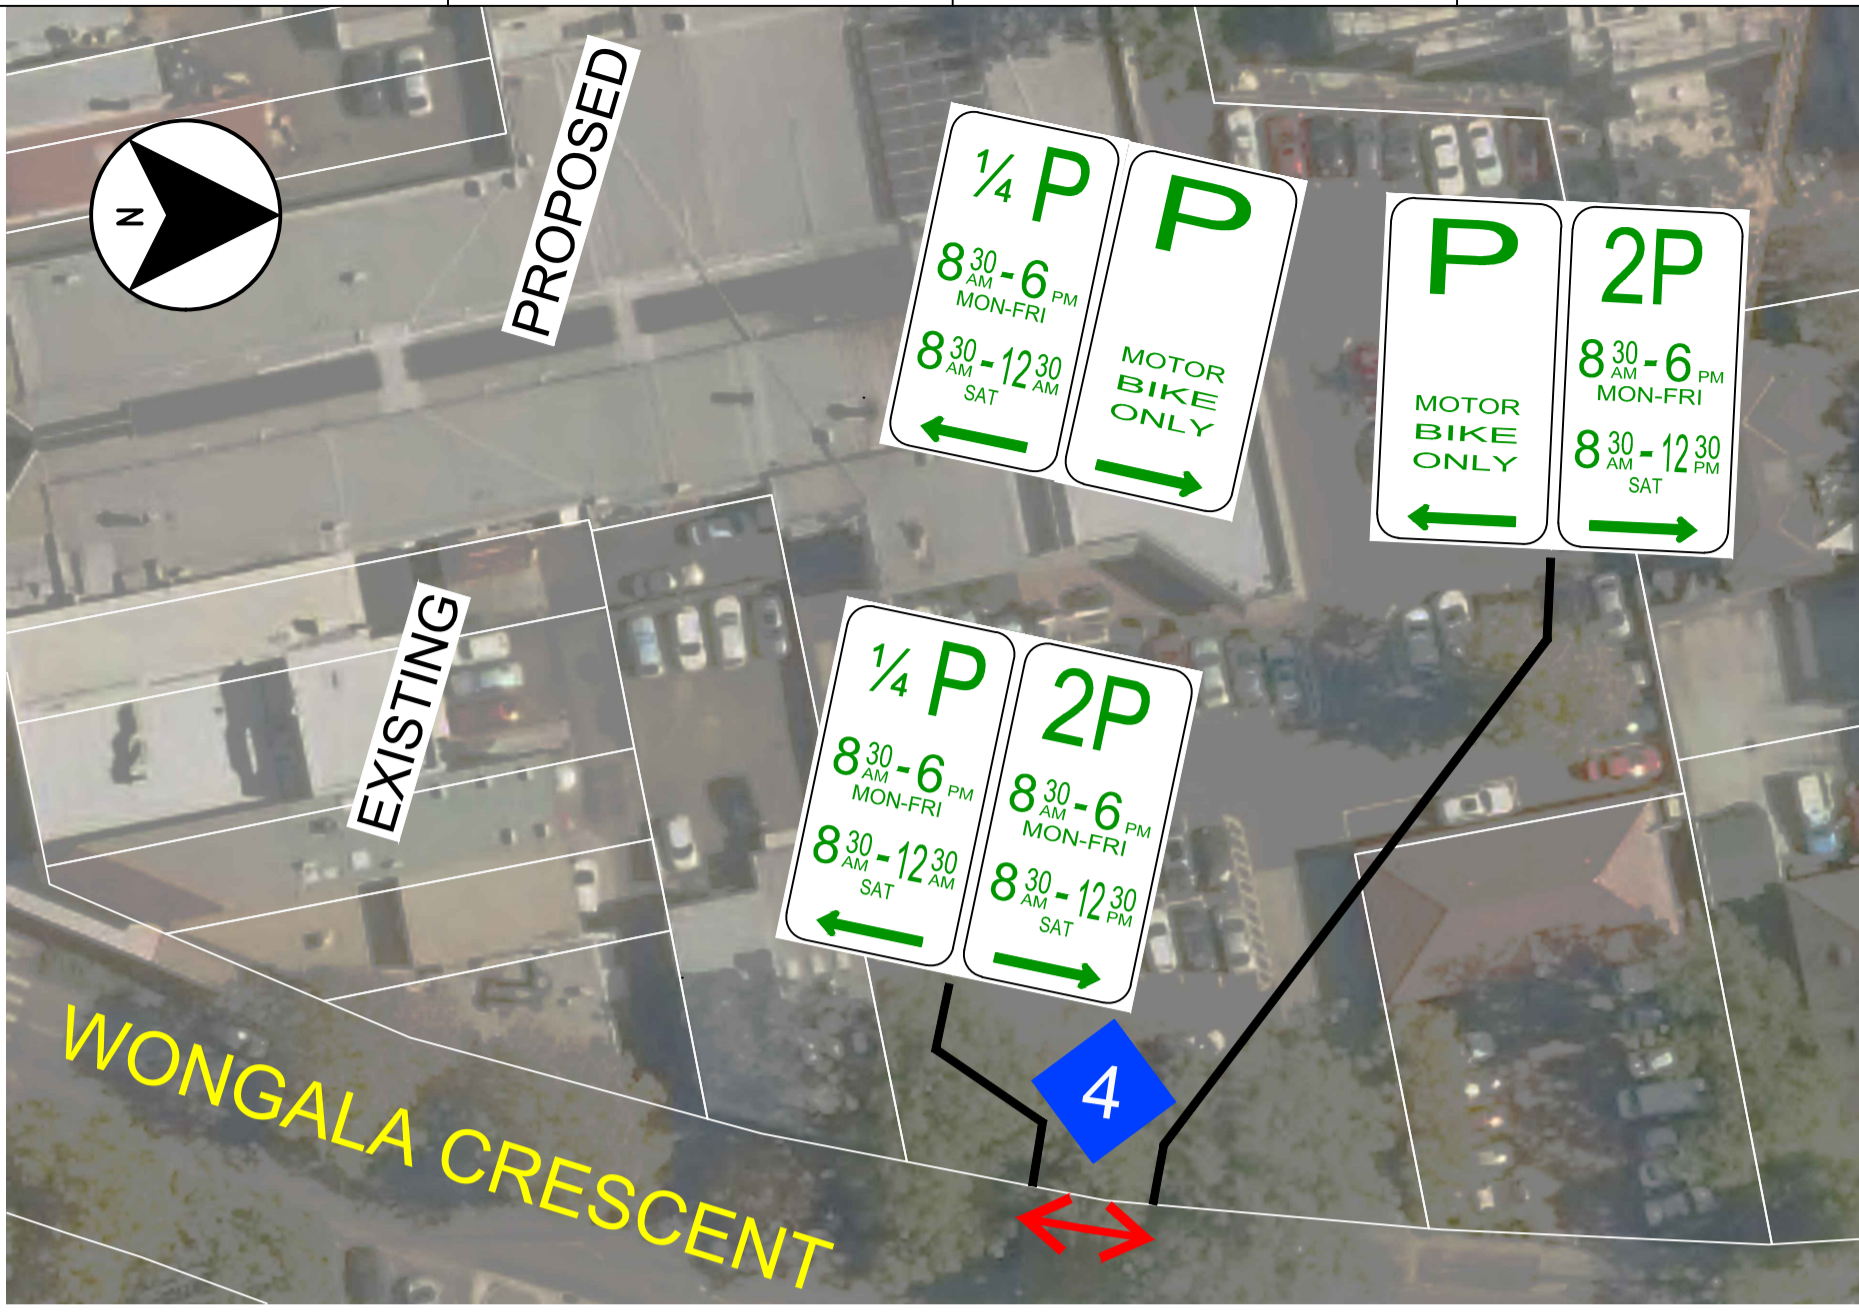 N
PROPOSED
¼ P
8 30 AM - 6 PM
MON-FRI
8 30 AM - 12 30 AM
SAT
P
MOTOR
BIKE
ONLY
P
MOTOR
BIKE
ONLY
2P
8 30 AM - 6 PM
MON-FRI
8 30 AM - 12 30 PM
SAT
EXISTING
¼ P
8 30 AM - 6 PM
MON-FRI
8 30 AM - 12 30 AM
SAT
2P
8 30 AM - 6 PM
MON-FRI
8 30 AM - 12 30 PM
SAT
4
WONGALA CRESCENT